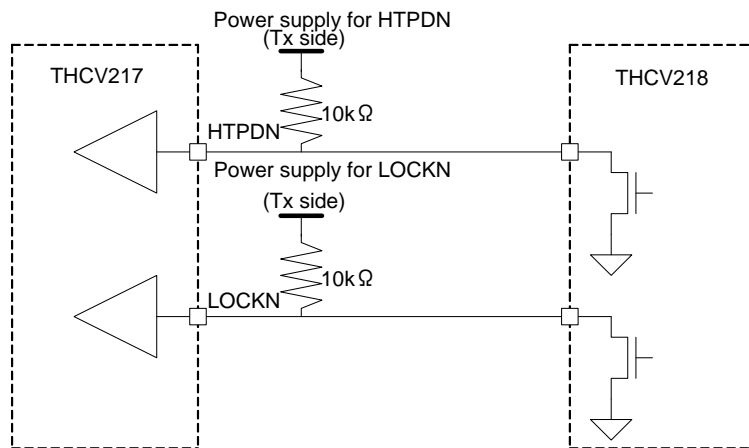 Power supply for HTPDN
(Tx side)
THCV217
THCV218
10kΩ
HTPDN
Power supply for LOCKN
(Tx side)
10kΩ
LOCKN